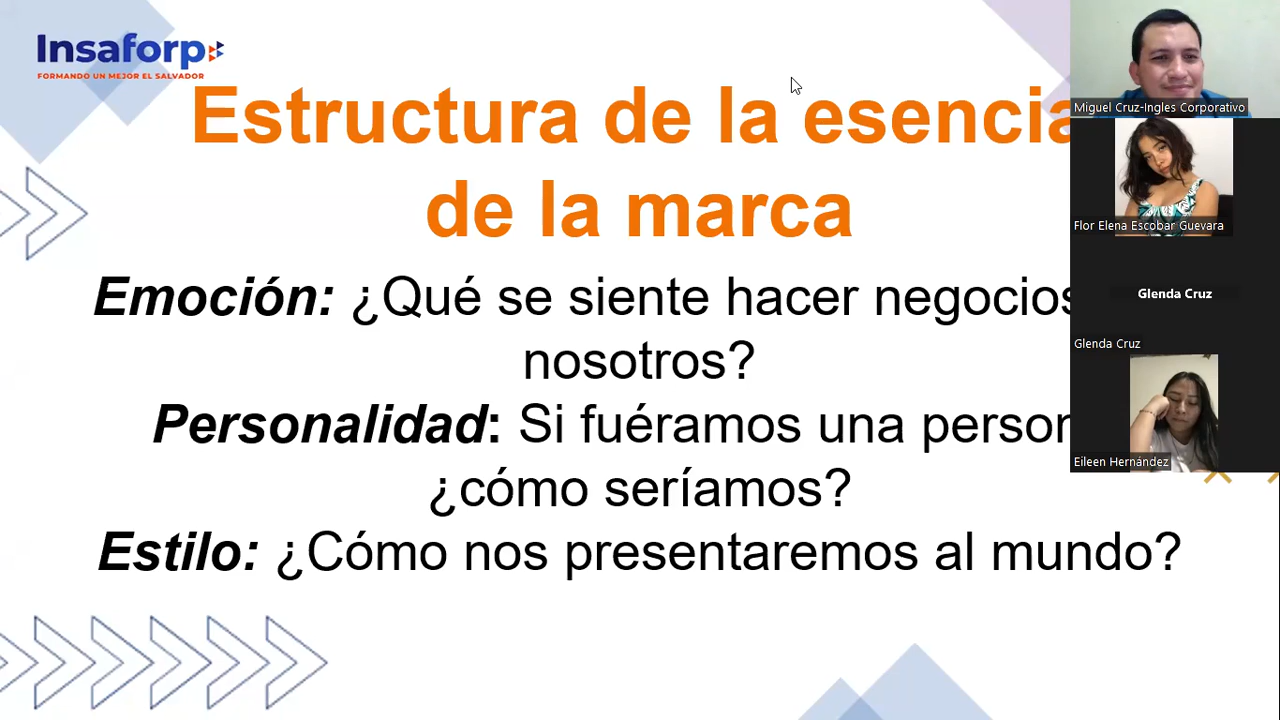 Insaforp
FORMANDO UN MEJOR EL SALVADOR
Estructura de la esencia
de la marca
Emoción: ¿Qué se siente hacer negocios
nosotros?
Personalidad: Si fuéramos una person
¿cómo seríamos?
Estilo: ¿Cómo nos presentaremos al mundo?
Miguel Cruz-Ingles Corporativo
Flor Elena Escobar Guevara
Glenda Cruz
Glenda Cruz
Eileen Hernández